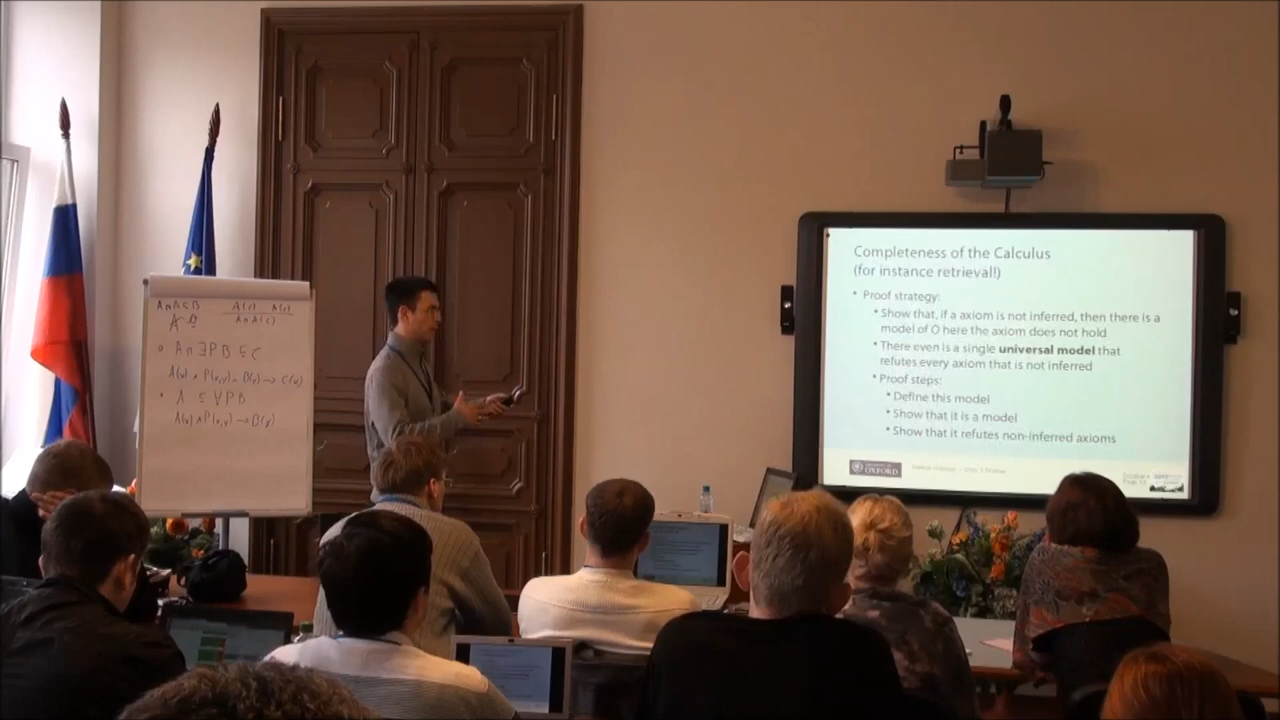 A⊓A⊑B
A(c) A(c)
A⊓A(c)
A⊓∃P.B ⊑ C
A(x) ∧ P(x,y) ∧ B(y) → C(x)
A ⊑ ∀P.B
A(x) ∧ P(x,y) → B(y)
Completeness of the Calculus
(for instance retrieval!)
• Proof strategy:
• Show that, if a axiom is not inferred, then there is a
model of O here the axiom does not hold
• There even is a single universal model that
refutes every axiom that is not inferred
• Proof steps:
• Define this model
• Show that it is a model
• Show that it refutes non-inferred axioms
UNIVERSITY OF
OXFORD